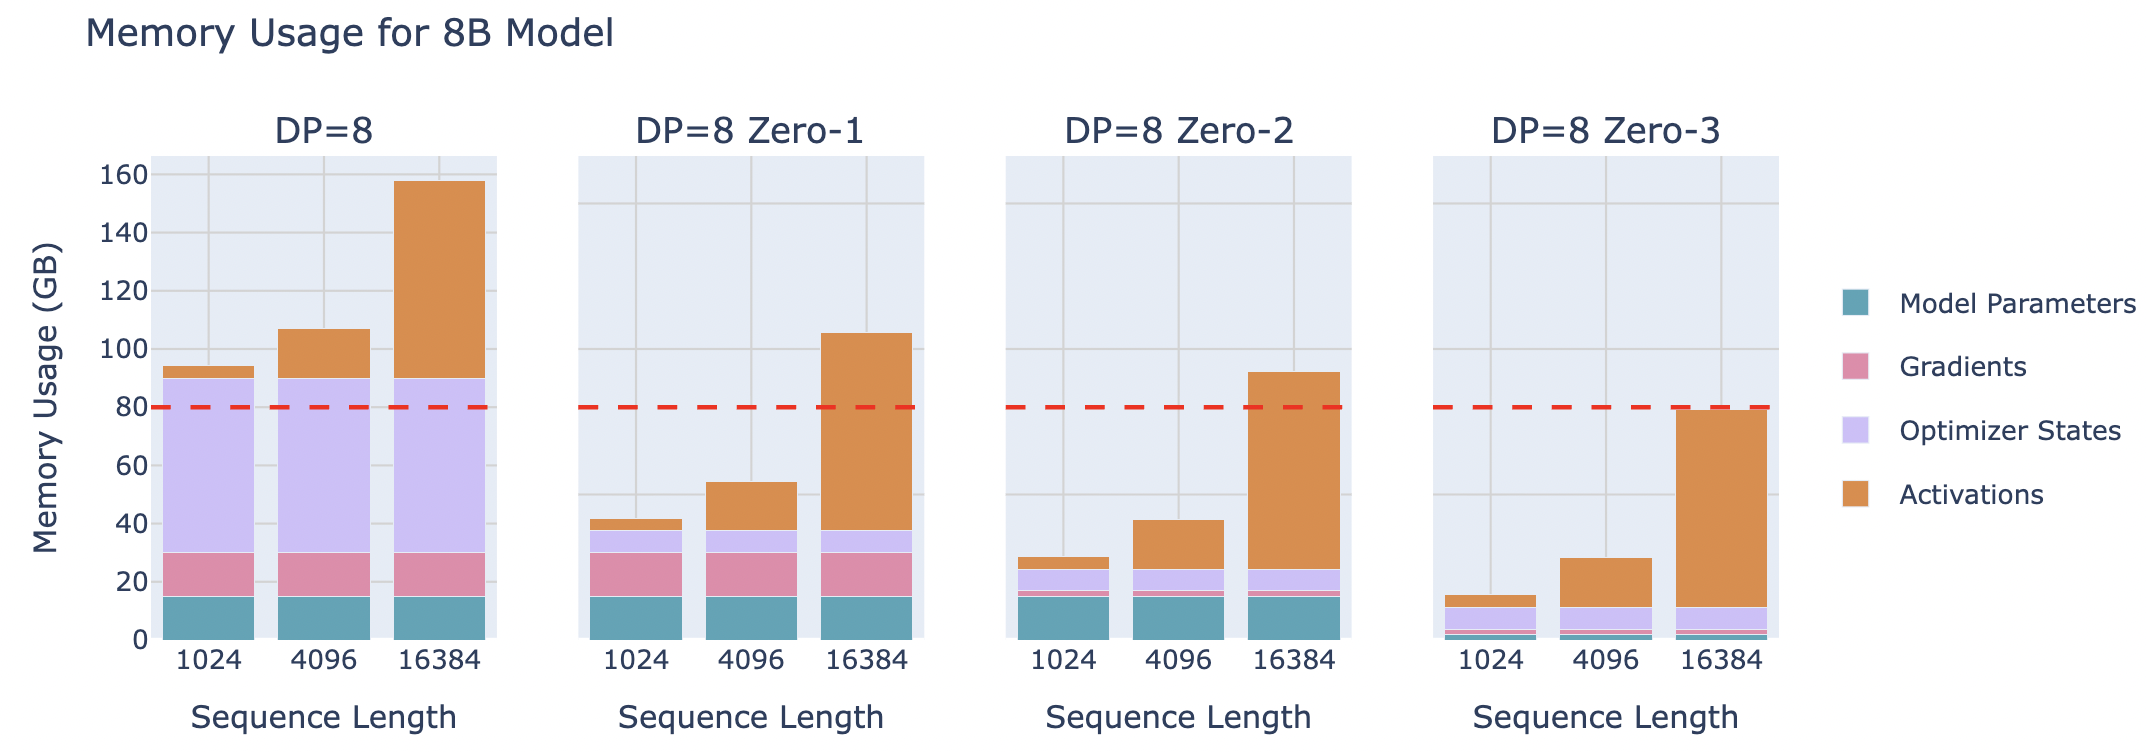 Memory Usage for 8B Model
DP=8
DP=8 Zero-1
DP=8 Zero-2
DP=8 Zero-3
Memory Usage (GB)
160
140
120
100
80
60
40
20
0
1024 4096 16384
1024 4096 16384
1024 4096 16384
1024 4096 16384
Sequence Length
Sequence Length
Sequence Length
Sequence Length
Model Parameters
Gradients
Optimizer States
Activations